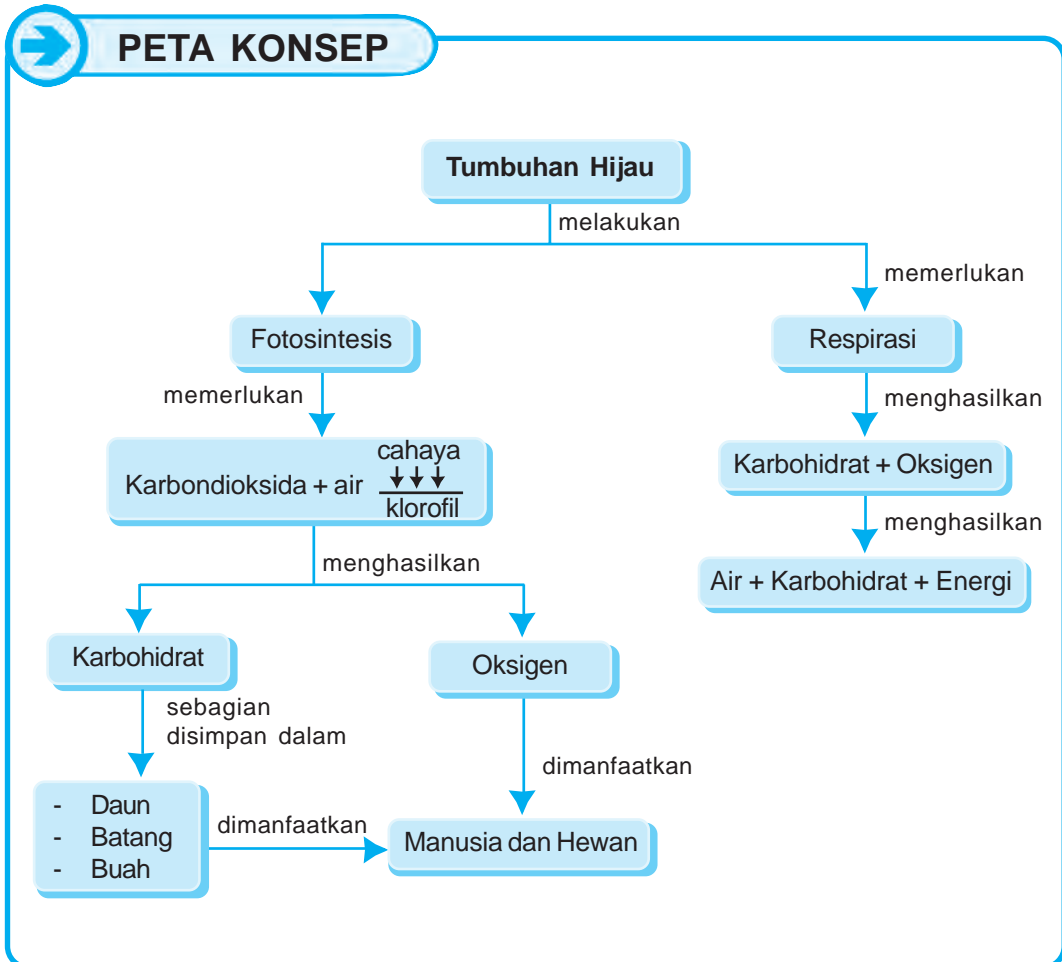 PETA KONSEP
Tumbuhan Hijau
melakukan
Fotosintesis
memerlukan
Karbondioksida + air
cahaya
klorofil
menghasilkan
Karbohidrat
sebagian
disimpan dalam
- Daun
- Batang
- Buah
dimanfaatkan
Oksigen
dimanfaatkan
Manusia dan Hewan
memerlukan
Respirasi
menghasilkan
Karbohidrat + Oksigen
menghasilkan
Air + Karbohidrat + Energi